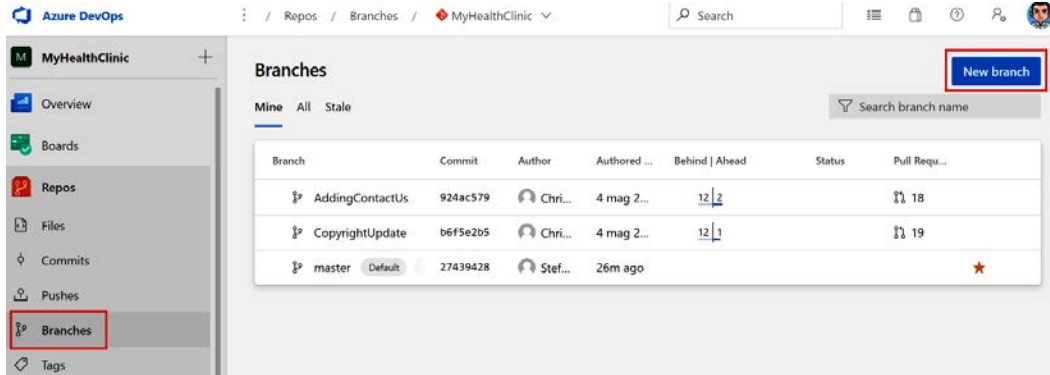 Azure DevOps / Repos / Branches / MyHealthClinic Search
M MyHealthClinic
Branches
New branch
Overview
Mine All Stale
Search branch name
Boards
Branch Commit Author Authored ... Behind | Ahead Status Pull Requ...
Repos
AddingContactUs 924ac579 Chri... 4 mag 2... 12 2 18
Files
CopyrightUpdate b6f5e2b5 Chri... 4 mag 2... 12 1 19
Commits
master Default 27439428 Stef... 26m ago
Pushes
Branches
Tags